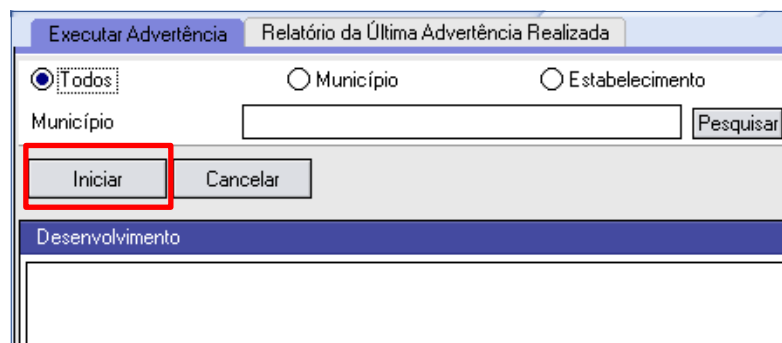 Executar Advertência Relatório da Última Advertência Realizada
Todos Município Estabelecimento
Município Pesquisar
Iniciar Cancelar
Desenvolvimento